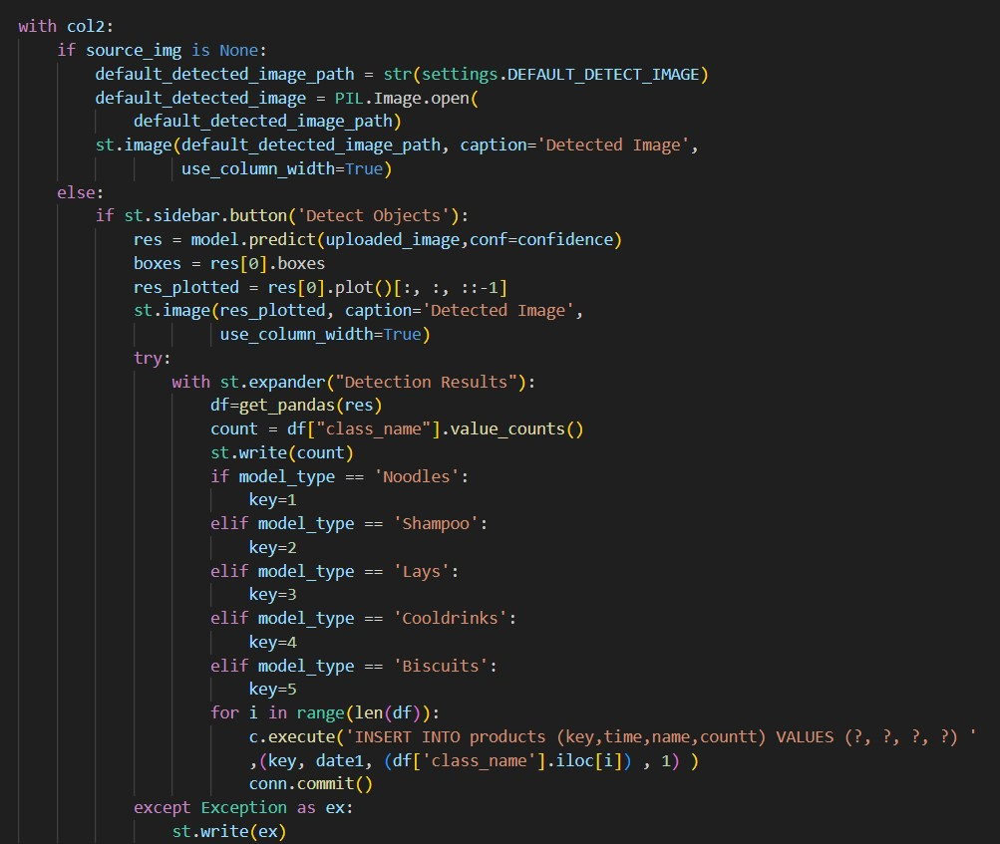 with col2:
    if source_img is None:
        default_detected_image_path = str(settings.DEFAULT_DETECT_IMAGE)
        default_detected_image = PIL.Image.open(
            default_detected_image_path)
        st.image(default_detected_image_path, caption='Detected Image',
                 use_column_width=True)
    else:
        if st.sidebar.button('Detect Objects'):
            res = model.predict(uploaded_image,conf=confidence)
            boxes = res[0].boxes
            res_plotted = res[0].plot()[:, :, ::-1]
            st.image(res_plotted, caption='Detected Image',
                     use_column_width=True)
            try:
                with st.expander("Detection Results"):
                    df=get_pandas(res)
                    count = df["class_name"].value_counts()
                    st.write(count)
                    if model_type == 'Noodles':
                        key=1
                    elif model_type == 'Shampoo':
                        key=2
                    elif model_type == 'Lays':
                        key=3
                    elif model_type == 'Cooldrinks':
                        key=4
                    elif model_type == 'Biscuits':
                        key=5
                    for i in range(len(df)):
                        c.execute('INSERT INTO products (key,time,name,countt) VALUES (?, ?, ?, ?) '
                        ,(key, date1, (df['class_name'].iloc[i]) , 1) )
                        conn.commit()
            except Exception as ex:
                st.write(ex)